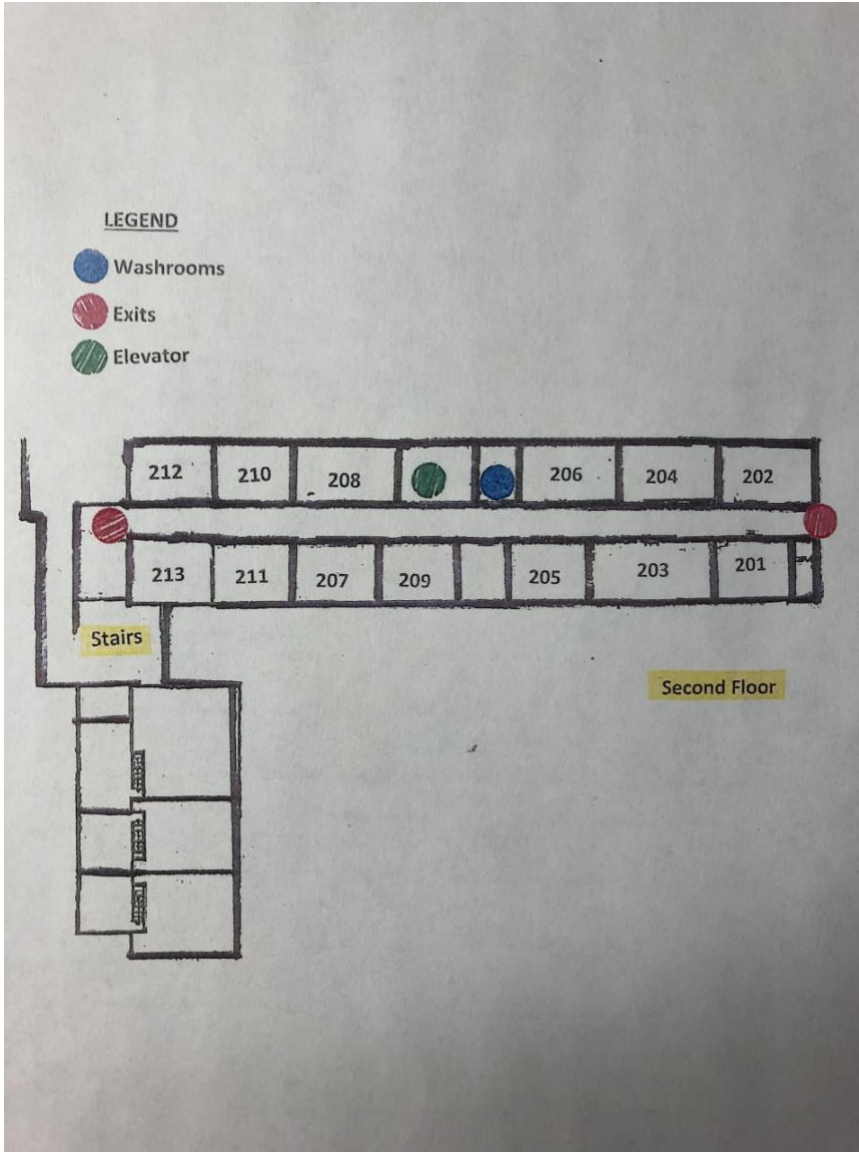 LEGEND
Washrooms
Exits
Elevator
212 210 208 206 204 202
213 211 207 209 205 203 201
Stairs
Second Floor